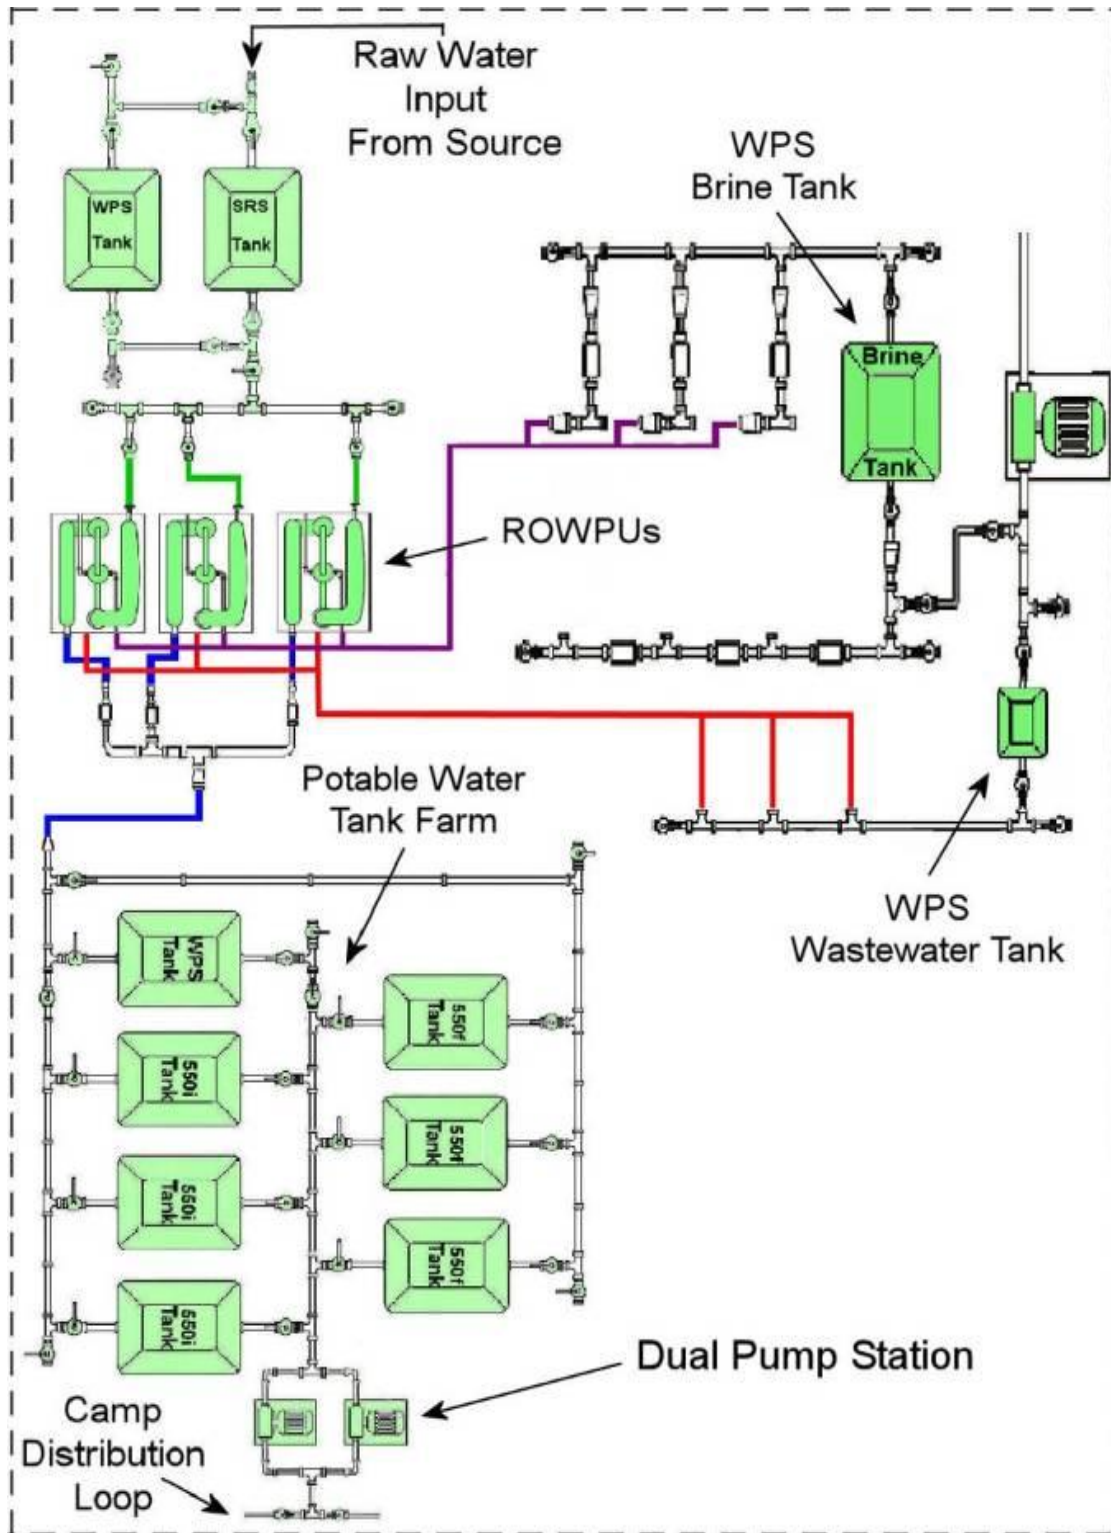 Raw Water
Input
From Source
WPS
Tank
SRS
Tank
WPS
Brine Tank
Brine
Tank
ROWPUs
Potable Water
Tank Farm
WPS
Wastewater Tank
WPS
Tank
550f
Tank
550i
Tank
550f
Tank
550i
Tank
550f
Tank
550i
Tank
Dual Pump Station
Camp
Distribution
Loop